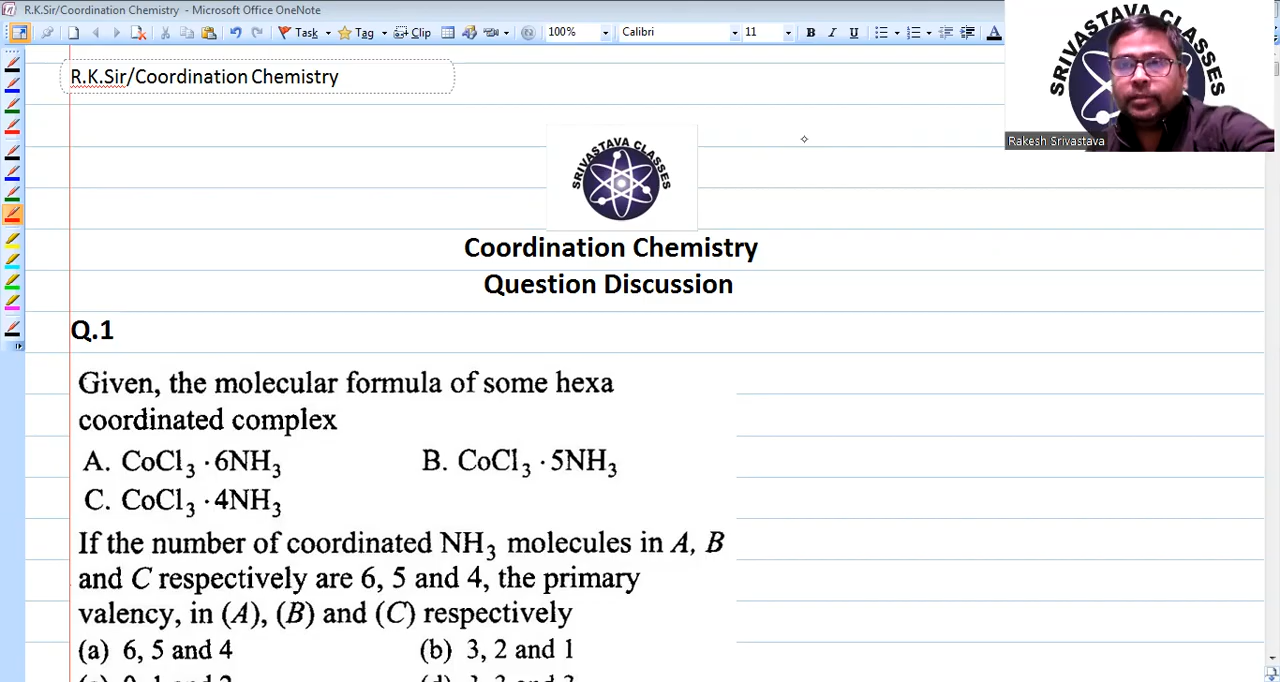 R.K.Sir/Coordination Chemistry - Microsoft Office OneNote
Task Tag Clip 100% Calibri 11 B I U A
R.K.Sir/Coordination Chemistry
SRIVASTAVA CLASSES
Rakesh Srivastava
SRIVASTAVA CLASSES
Coordination Chemistry
Question Discussion
Q.1
Given, the molecular formula of some hexa
coordinated complex
A. CoCl₃ · 6NH₃ B. CoCl₃ · 5NH₃
C. CoCl₃ · 4NH₃
If the number of coordinated NH₃ molecules in A, B
and C respectively are 6, 5 and 4, the primary
valency, in (A), (B) and (C) respectively
(a) 6, 5 and 4 (b) 3, 2 and 1